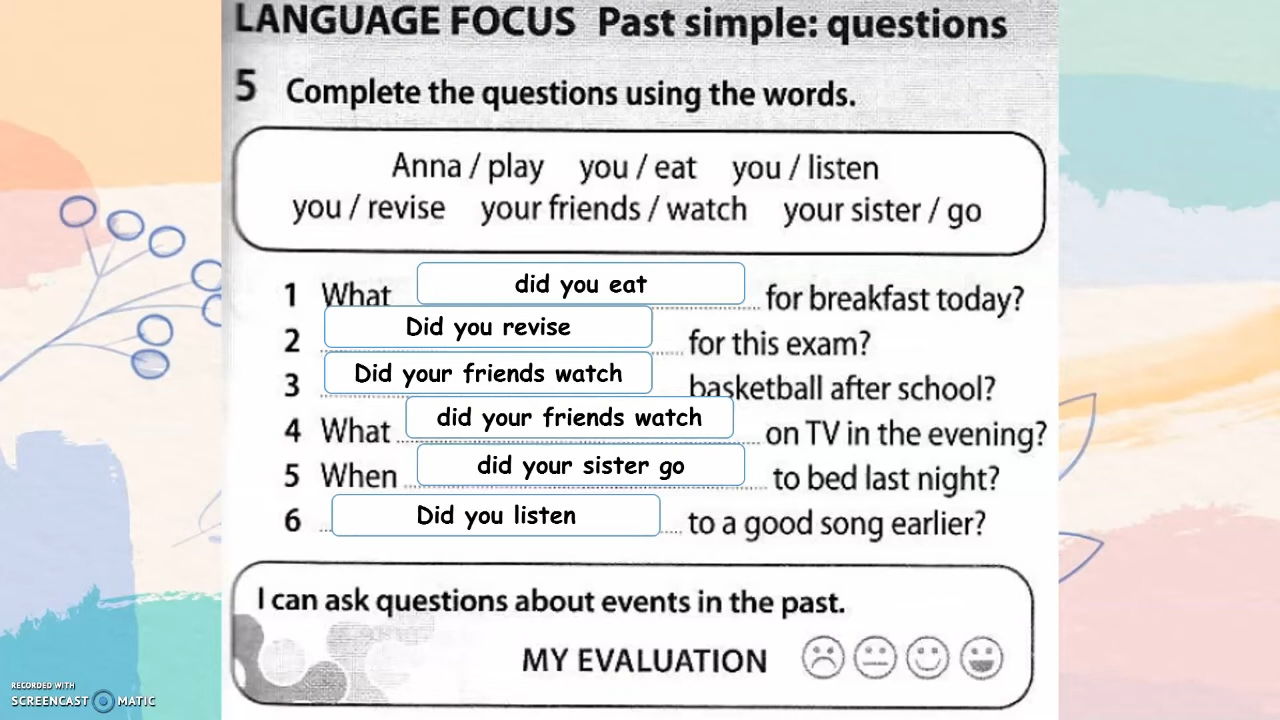 LANGUAGE FOCUS Past simple: questions
5 Complete the questions using the words.
Anna / play you / eat you / listen
you / revise your friends / watch your sister / go
1 What did you eat for breakfast today?
2 Did you revise for this exam?
3 Did your friends watch basketball after school?
4 What did your friends watch on TV in the evening?
5 When did your sister go to bed last night?
6 Did you listen to a good song earlier?
I can ask questions about events in the past.
MY EVALUATION
RECORDED WITH
SCREENCAST MATIC